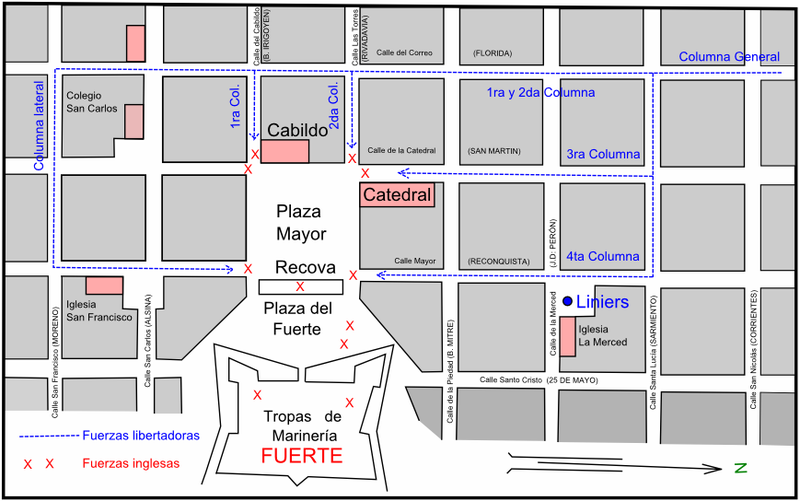 Calle del Cabildo
(B. IRIGOYEN)
Calle Las Torres
(RIVADAVIA)
Calle del Correo
(FLORIDA)
Columna General
Columna lateral
Colegio
San Carlos
1ra Col.
2da Col.
1ra y 2da Columna
Cabildo
Calle de la Catedral
(SAN MARTIN)
3ra Columna
Catedral
Plaza
Mayor
Calle Mayor
(RECONQUISTA)
(J.D. PERÓN)
4ta Columna
Recova
Plaza del
Fuerte
Iglesia
San Francisco
Calle San Francisco (MORENO)
Calle San Carlos (ALSINA)
Calle de la Piedad (B. MITRE)
Calle de la Merced
Liniers
Iglesia
La Merced
Calle Santa Lucía (SARMIENTO)
Calle San Nicolás (CORRIENTES)
Calle Santo Cristo (25 DE MAYO)
X X X X X X X X X X X
Tropas de
Marinería
FUERTE
Fuerzas libertadoras
X X Fuerzas inglesas
N